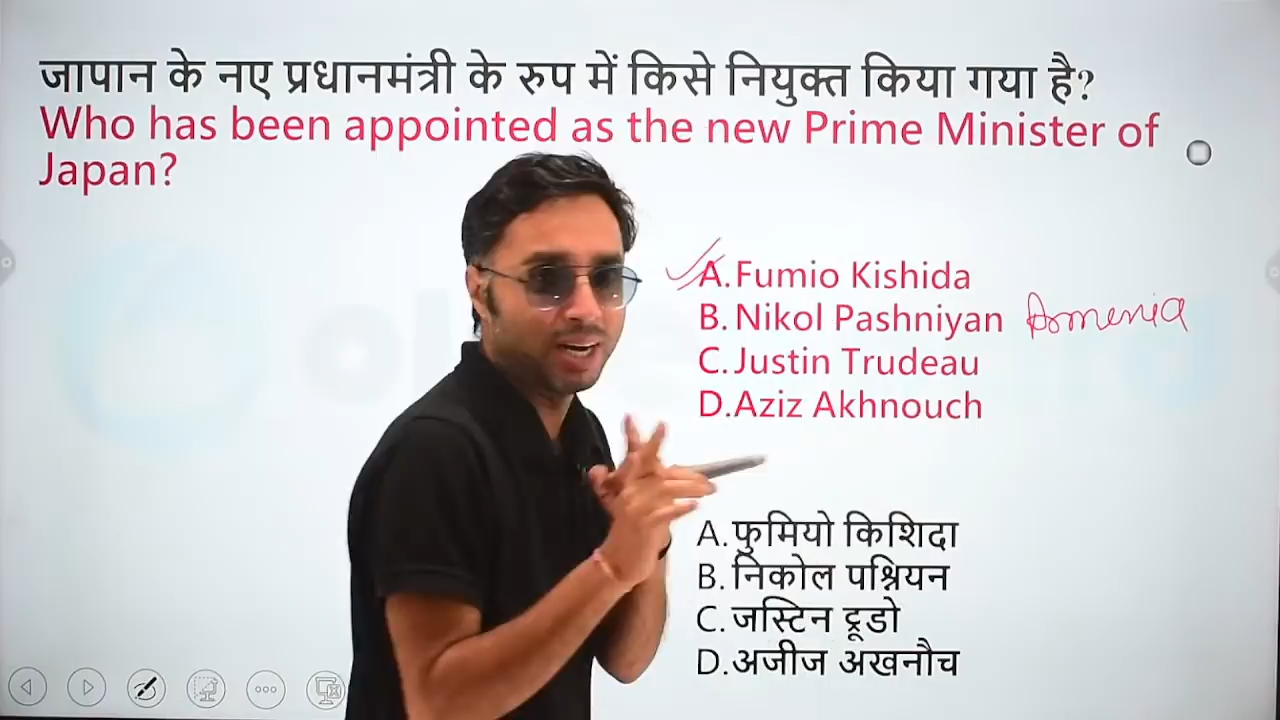 जापान के नए प्रधानमंत्री के रुप में किसे नियुक्त किया गया है?
Who has been appointed as the new Prime Minister of
Japan?
A. Fumio Kishida
B. Nikol Pashniyan Armenia
C. Justin Trudeau
D. Aziz Akhnouch
A. फुमियो किशिदा
B. निकोल पश्नियन
C. जस्टिन ट्रूडो
D. अजीज अखनौच